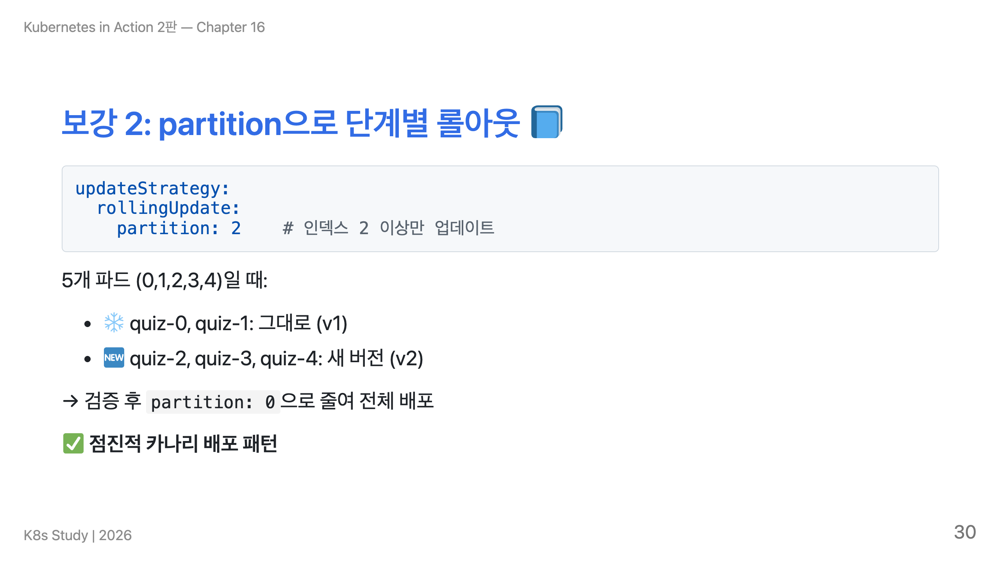 Kubernetes in Action 2판 — Chapter 16
보강 2: partition으로 단계별 롤아웃 📘
updateStrategy:
  rollingUpdate:
    partition: 2    # 인덱스 2 이상만 업데이트
5개 파드 (0,1,2,3,4)일 때:
• ❄️ quiz-0, quiz-1: 그대로 (v1)
• 🆕 quiz-2, quiz-3, quiz-4: 새 버전 (v2)
→ 검증 후 partition: 0으로 줄여 전체 배포
✅ 점진적 카나리 배포 패턴
K8s Study | 2026
30